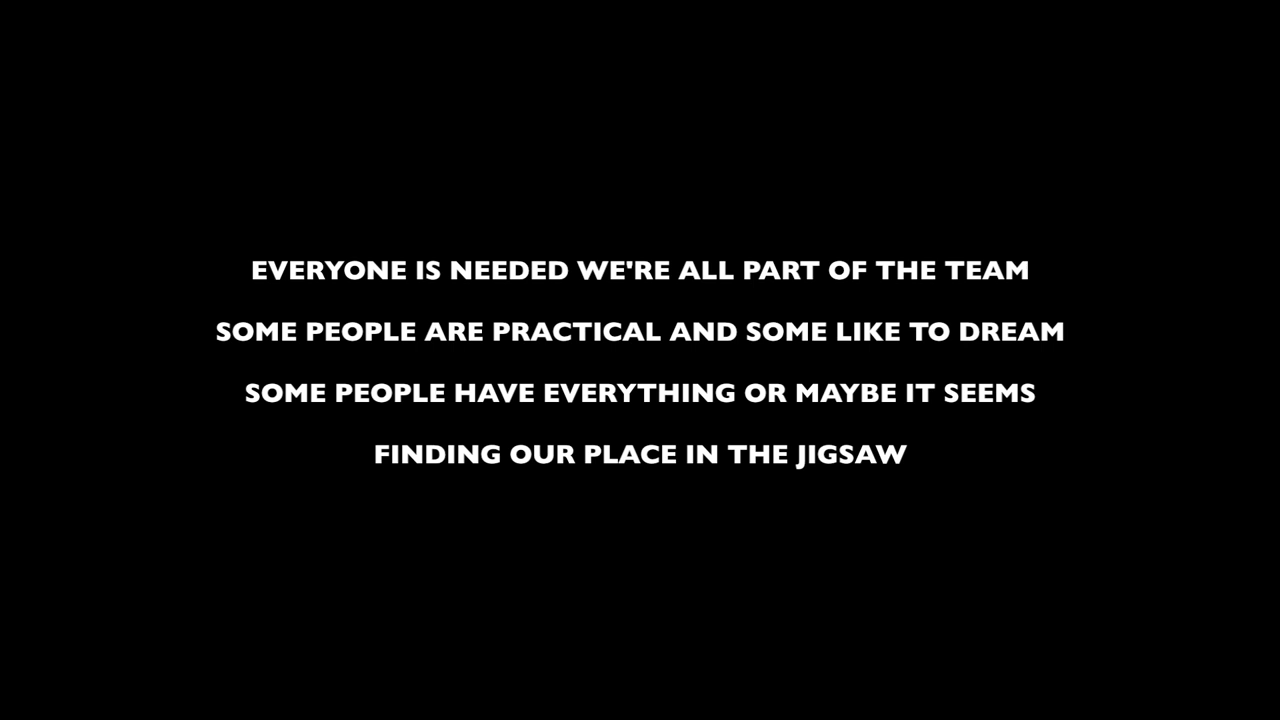 EVERYONE IS NEEDED WE'RE ALL PART OF THE TEAM
SOME PEOPLE ARE PRACTICAL AND SOME LIKE TO DREAM
SOME PEOPLE HAVE EVERYTHING OR MAYBE IT SEEMS
FINDING OUR PLACE IN THE JIGSAW